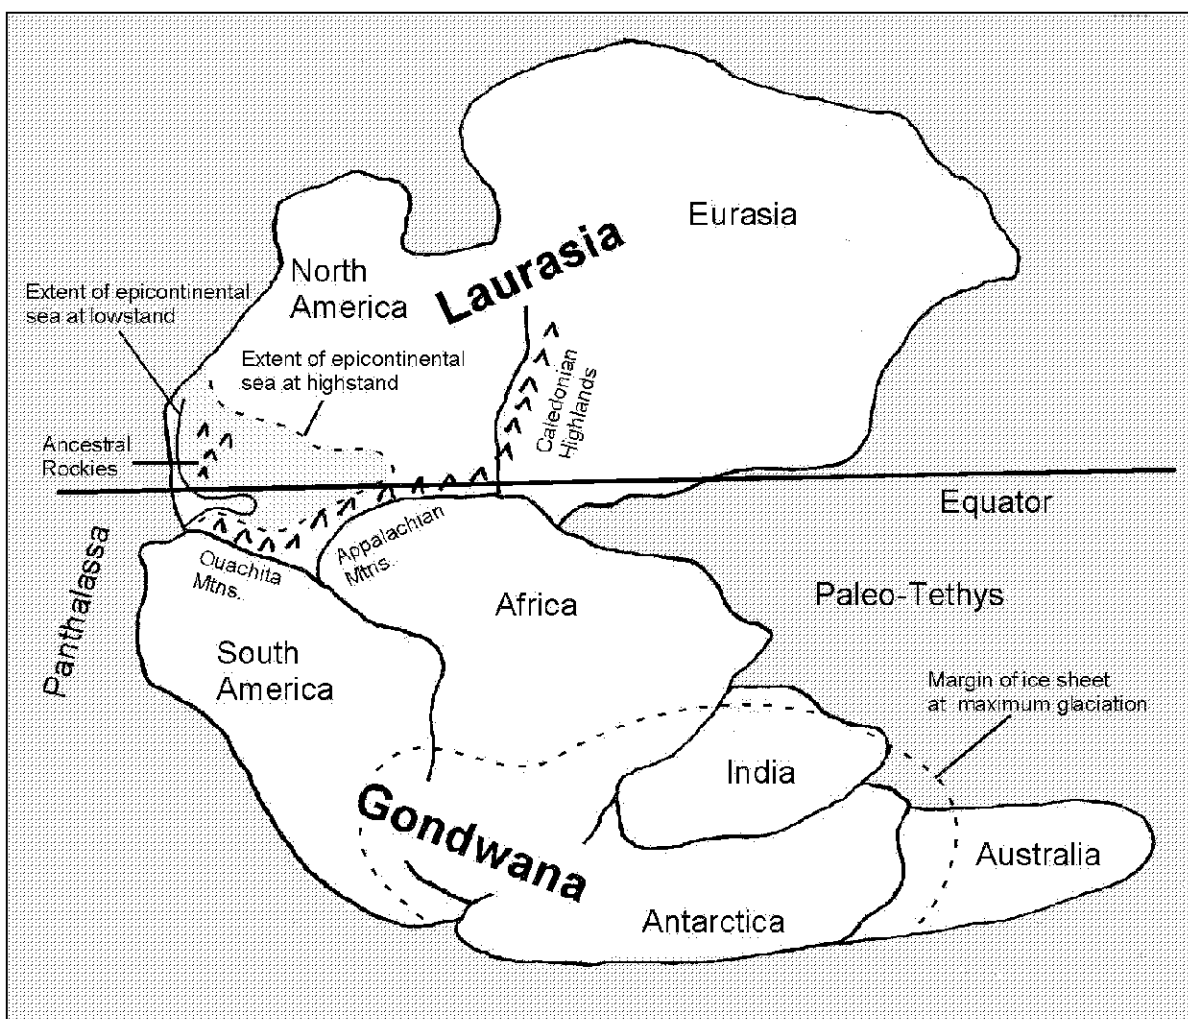 Eurasia
Laurasia
North
America
Extent of epicontinental
sea at lowstand
Extent of epicontinental
sea at highstand
Caledonian
Highlands
Ancestral
Rockies
Equator
Appalachian
Mtns..
Ouachita
Mtns..
Panthalassa
Africa
Paleo-Tethys
South
America
Margin of ice sheet
at maximum glaciation
India
Gondwana
Australia
Antarctica